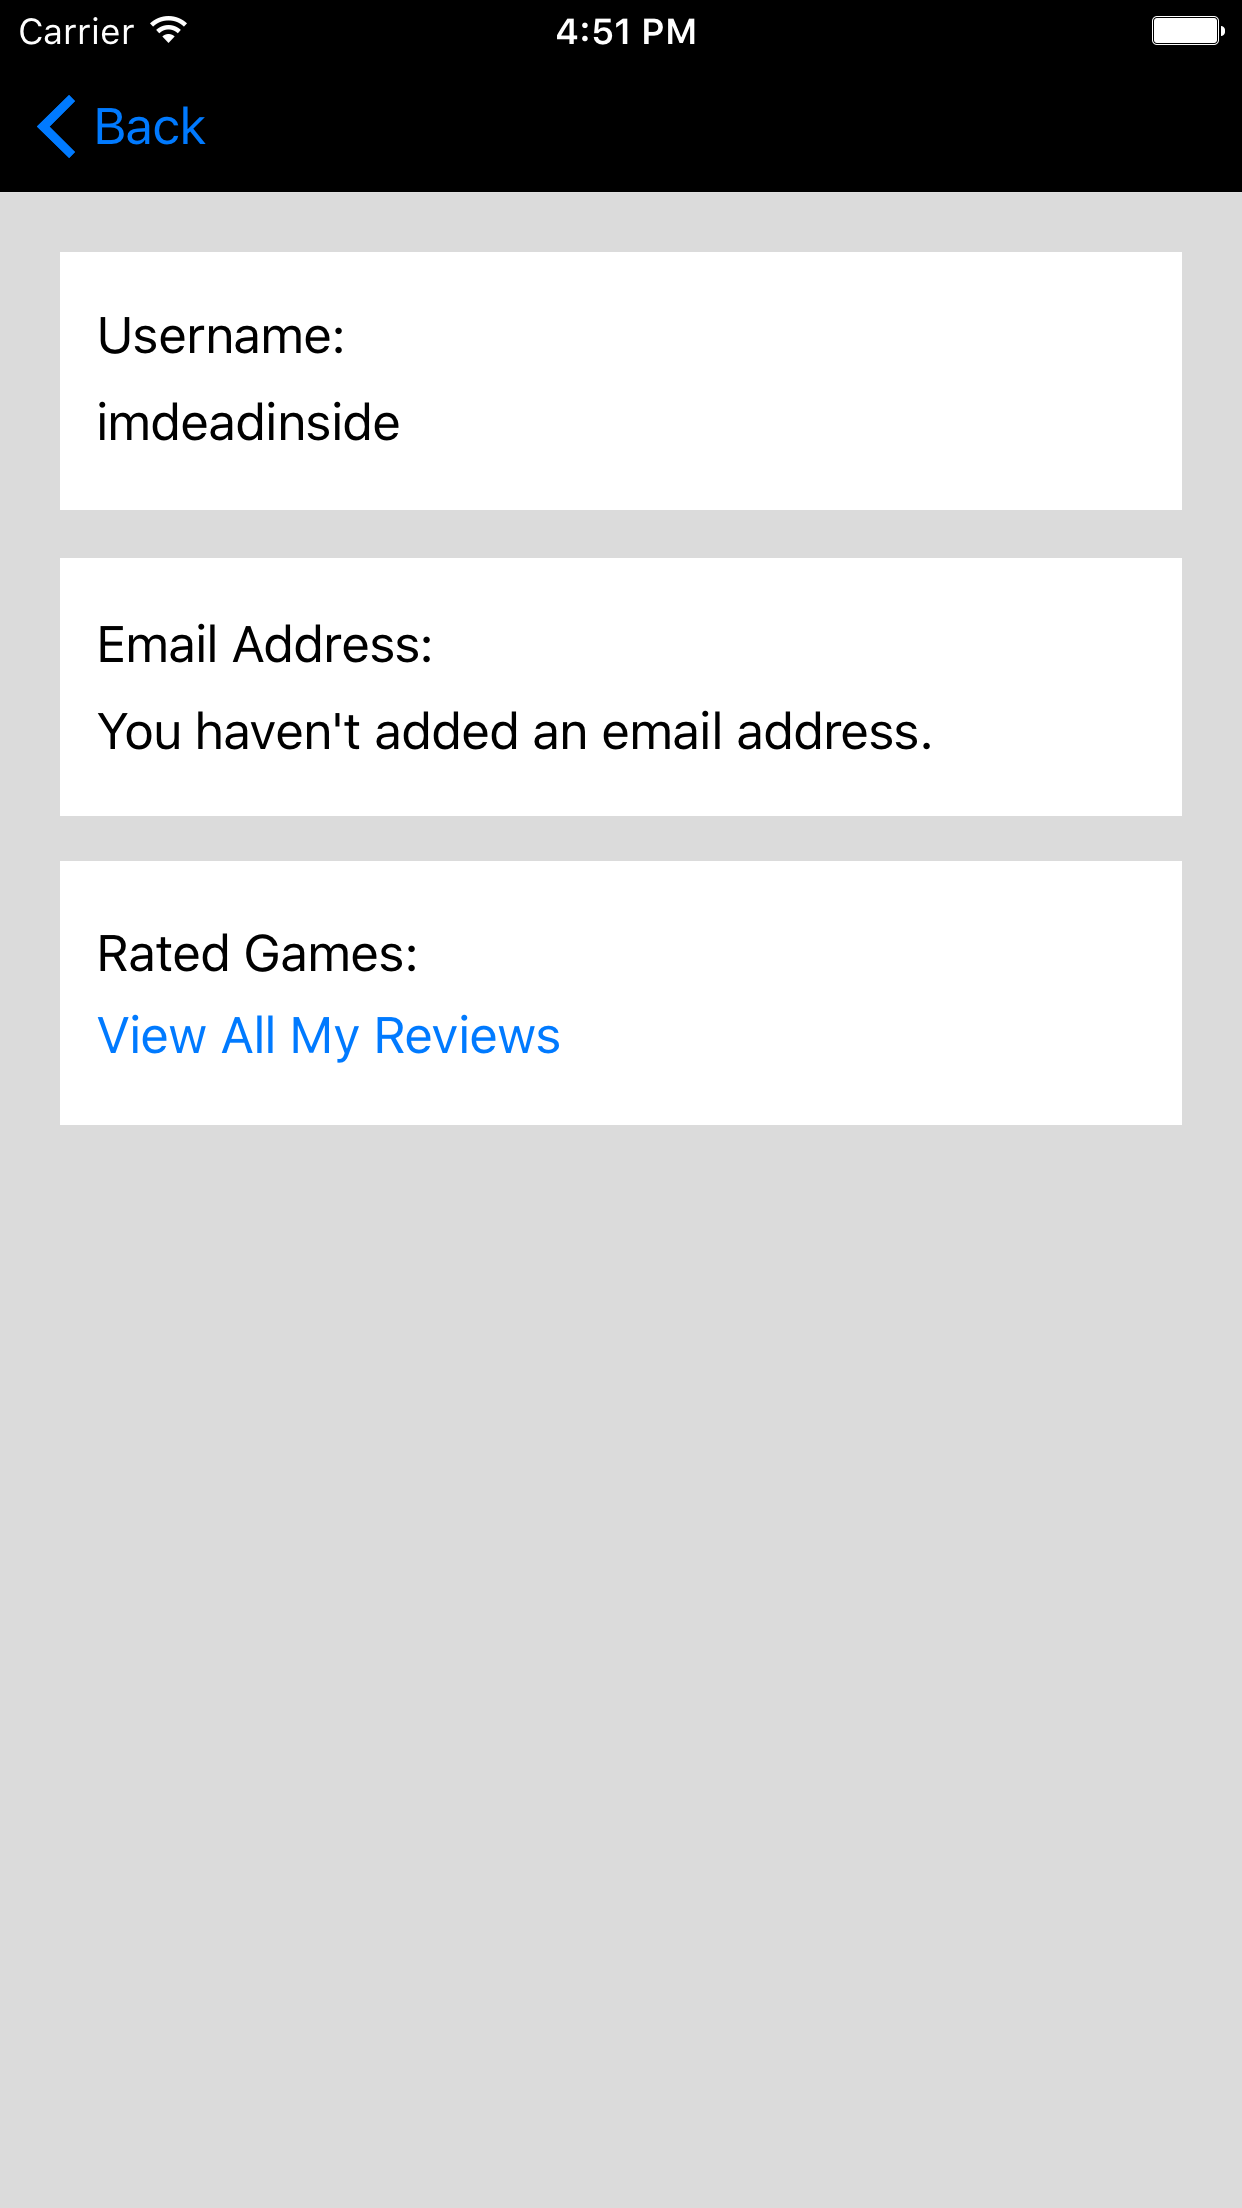 Carrier
4:51 PM
Back
Username:
imdeadinside
Email Address:
You haven't added an email address.
Rated Games:
View All My Reviews